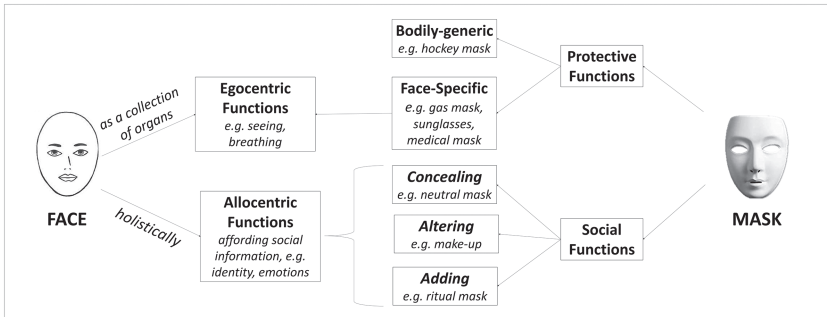 FACE
as a collection
of organs
holistically
Egocentric
Functions
e.g. seeing,
breathing
Allocentric
Functions
affording social
information, e.g.
identity, emotions
Bodily-generic
e.g. hockey mask
Face-Specific
e.g. gas mask,
sunglasses,
medical mask
Concealing
e.g. neutral mask
Altering
e.g. make-up
Adding
e.g. ritual mask
Protective
Functions
Social
Functions
MASK